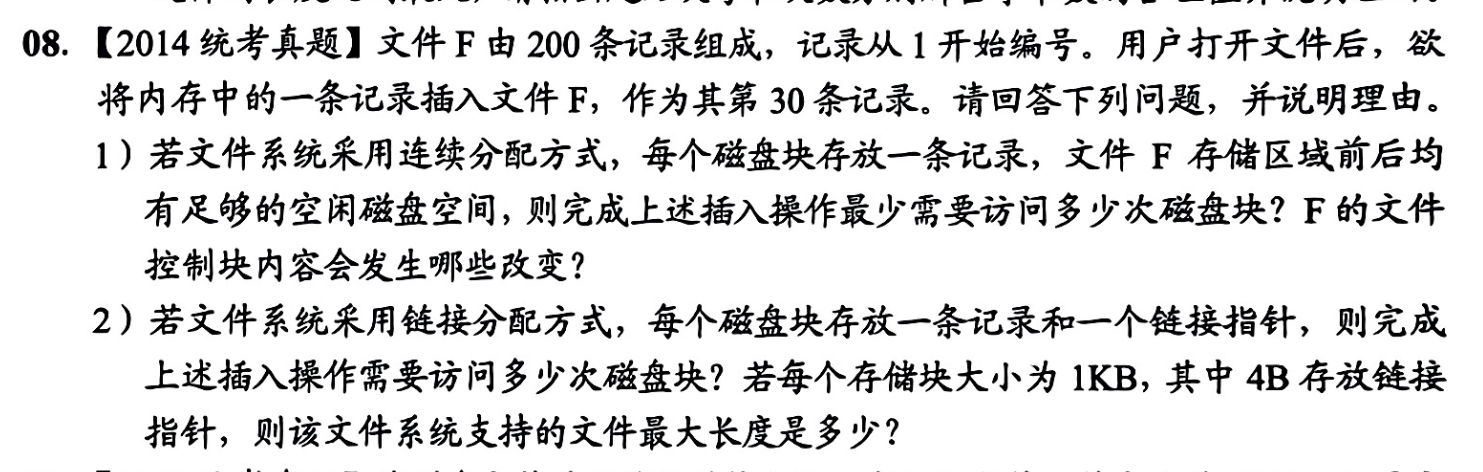 08. 【2014 统考真题】文件 F 由 200 条记录组成，记录从 1 开始编号。用户打开文件后，欲
将内存中的一条记录插入文件 F，作为其第 30 条记录。请回答下列问题，并说明理由。
1）若文件系统采用连续分配方式，每个磁盘块存放一条记录，文件 F 存储区域前后均
有足够的空闲磁盘空间，则完成上述插入操作最少需要访问多少次磁盘块？F 的文件
控制块内容会发生哪些改变？
2）若文件系统采用链接分配方式，每个磁盘块存放一条记录和一个链接指针，则完成
上述插入操作需要访问多少次磁盘块？若每个存储块大小为 1KB，其中 4B 存放链接
指针，则该文件系统支持的文件最大长度是多少？